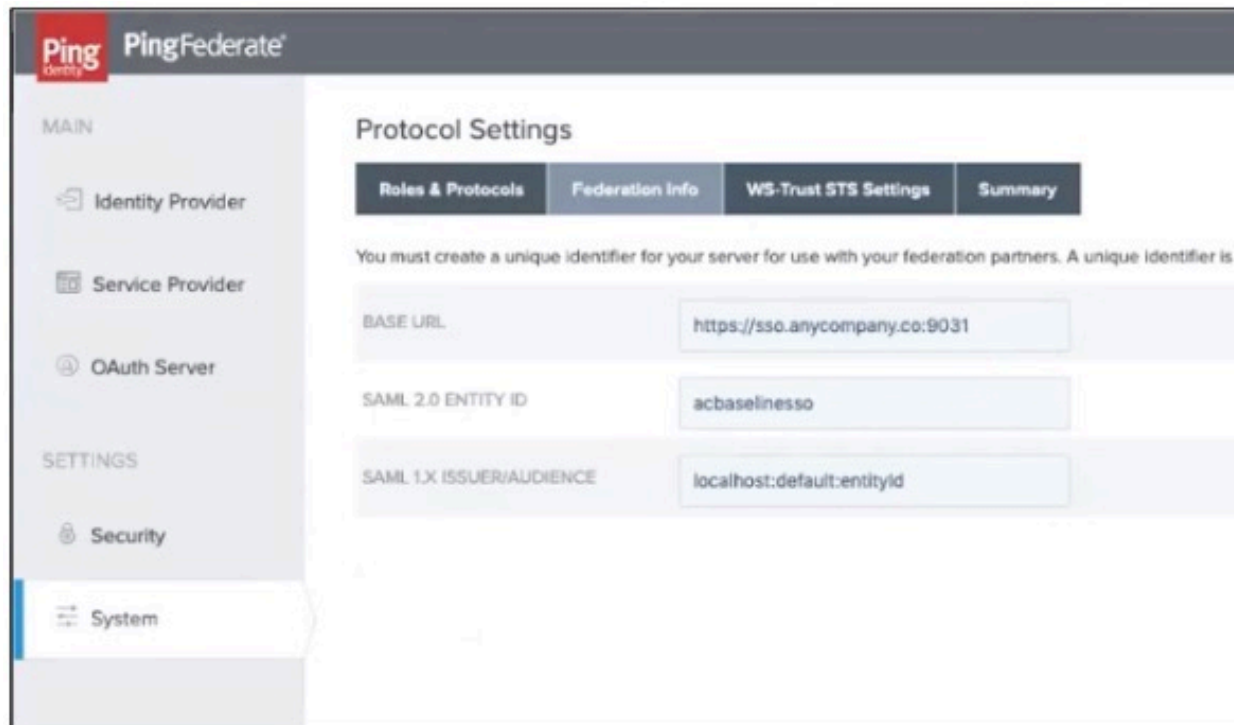 Ping
Identity
PingFederate®
MAIN
Identity Provider
Service Provider
OAuth Server
SETTINGS
Security
System
Protocol Settings
Roles & Protocols
Federation Info
WS-Trust STS Settings
Summary
You must create a unique identifier for your server for use with your federation partners. A unique identifier is
BASE URL
https://sso.anycompany.co:9031
SAML 2.0 ENTITY ID
acbaselinesso
SAML 1.X ISSUER/AUDIENCE
localhost:default:entityId